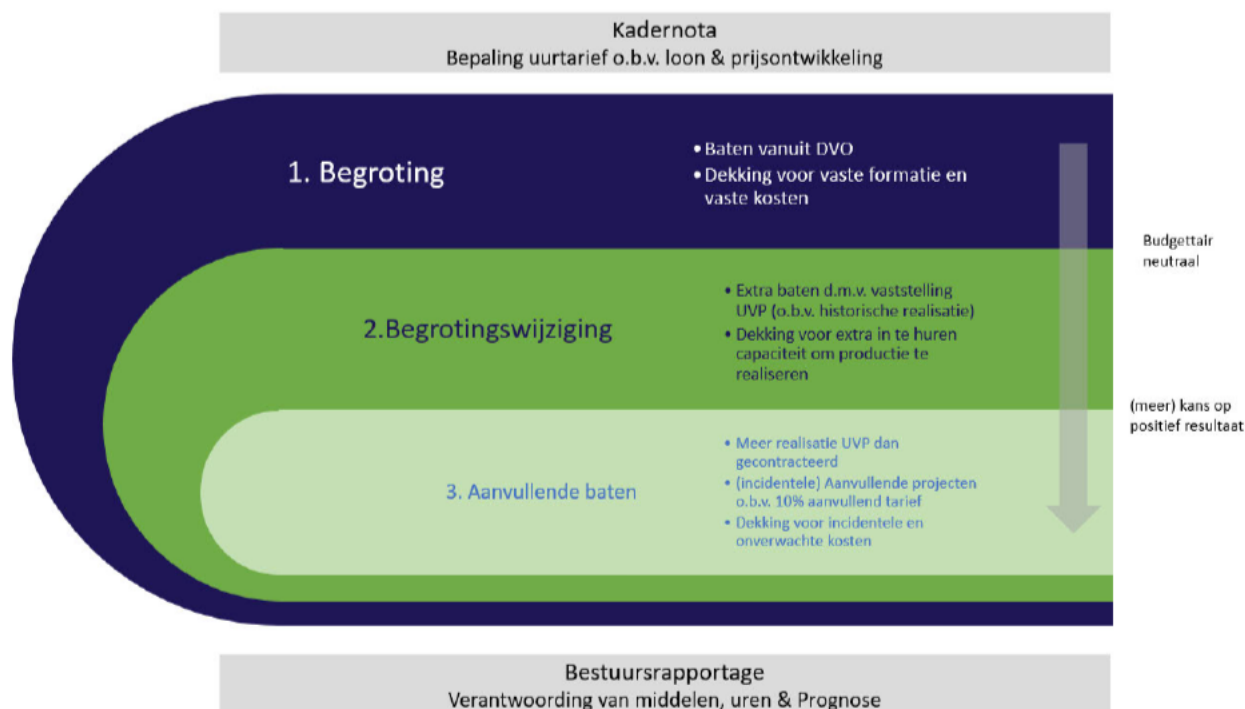 Kadernota
Bepaling uurtarief o.b.v. loon & prijsontwikkeling
1. Begroting
• Baten vanuit DVO
• Dekking voor vaste formatie en
vaste kosten
Budgettair
neutraal
2.Begrotingswijziging
• Extra baten d.m.v. vaststelling
UVP (o.b.v. historische realisatie)
• Dekking voor extra in te huren
capaciteit om productie te
realiseren
(meer) kans op
positief resultaat
3. Aanvullende baten
• Meer realisatie UVP dan
gecontracteerd
• (incidentele) Aanvullende projecten
o.b.v. 10% aanvullend tarief
• Dekking voor incidentele en
onverwachte kosten
Bestuursrapportage
Verantwoording van middelen, uren & Prognose